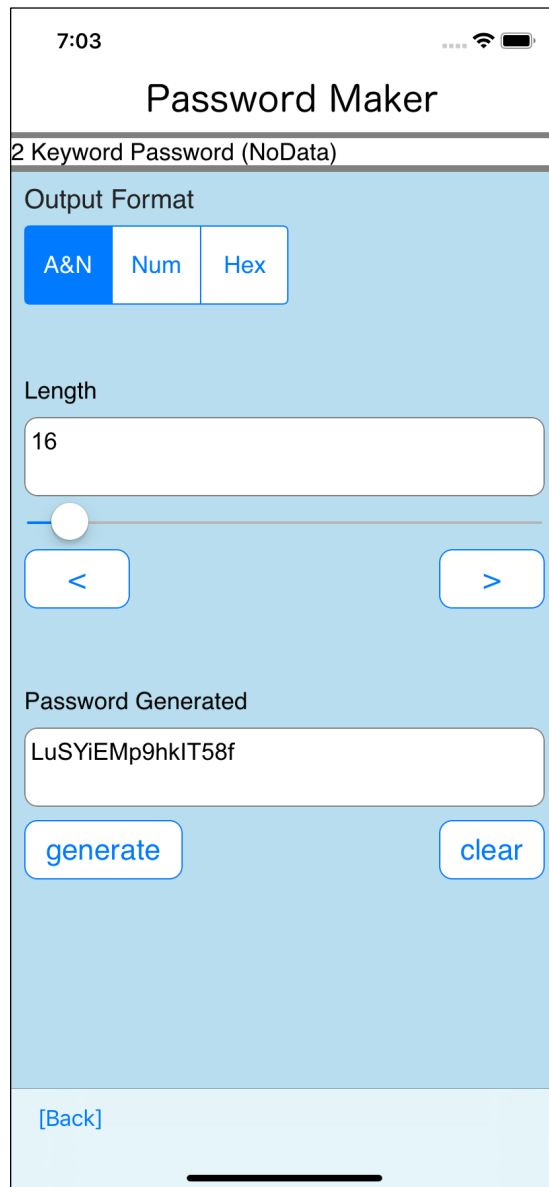 7:03
Password Maker
2 Keyword Password (NoData)
Output Format
A&N Num Hex
Length
16
< >
Password Generated
LuSYiEMp9hkIT58f
generate clear
[Back]